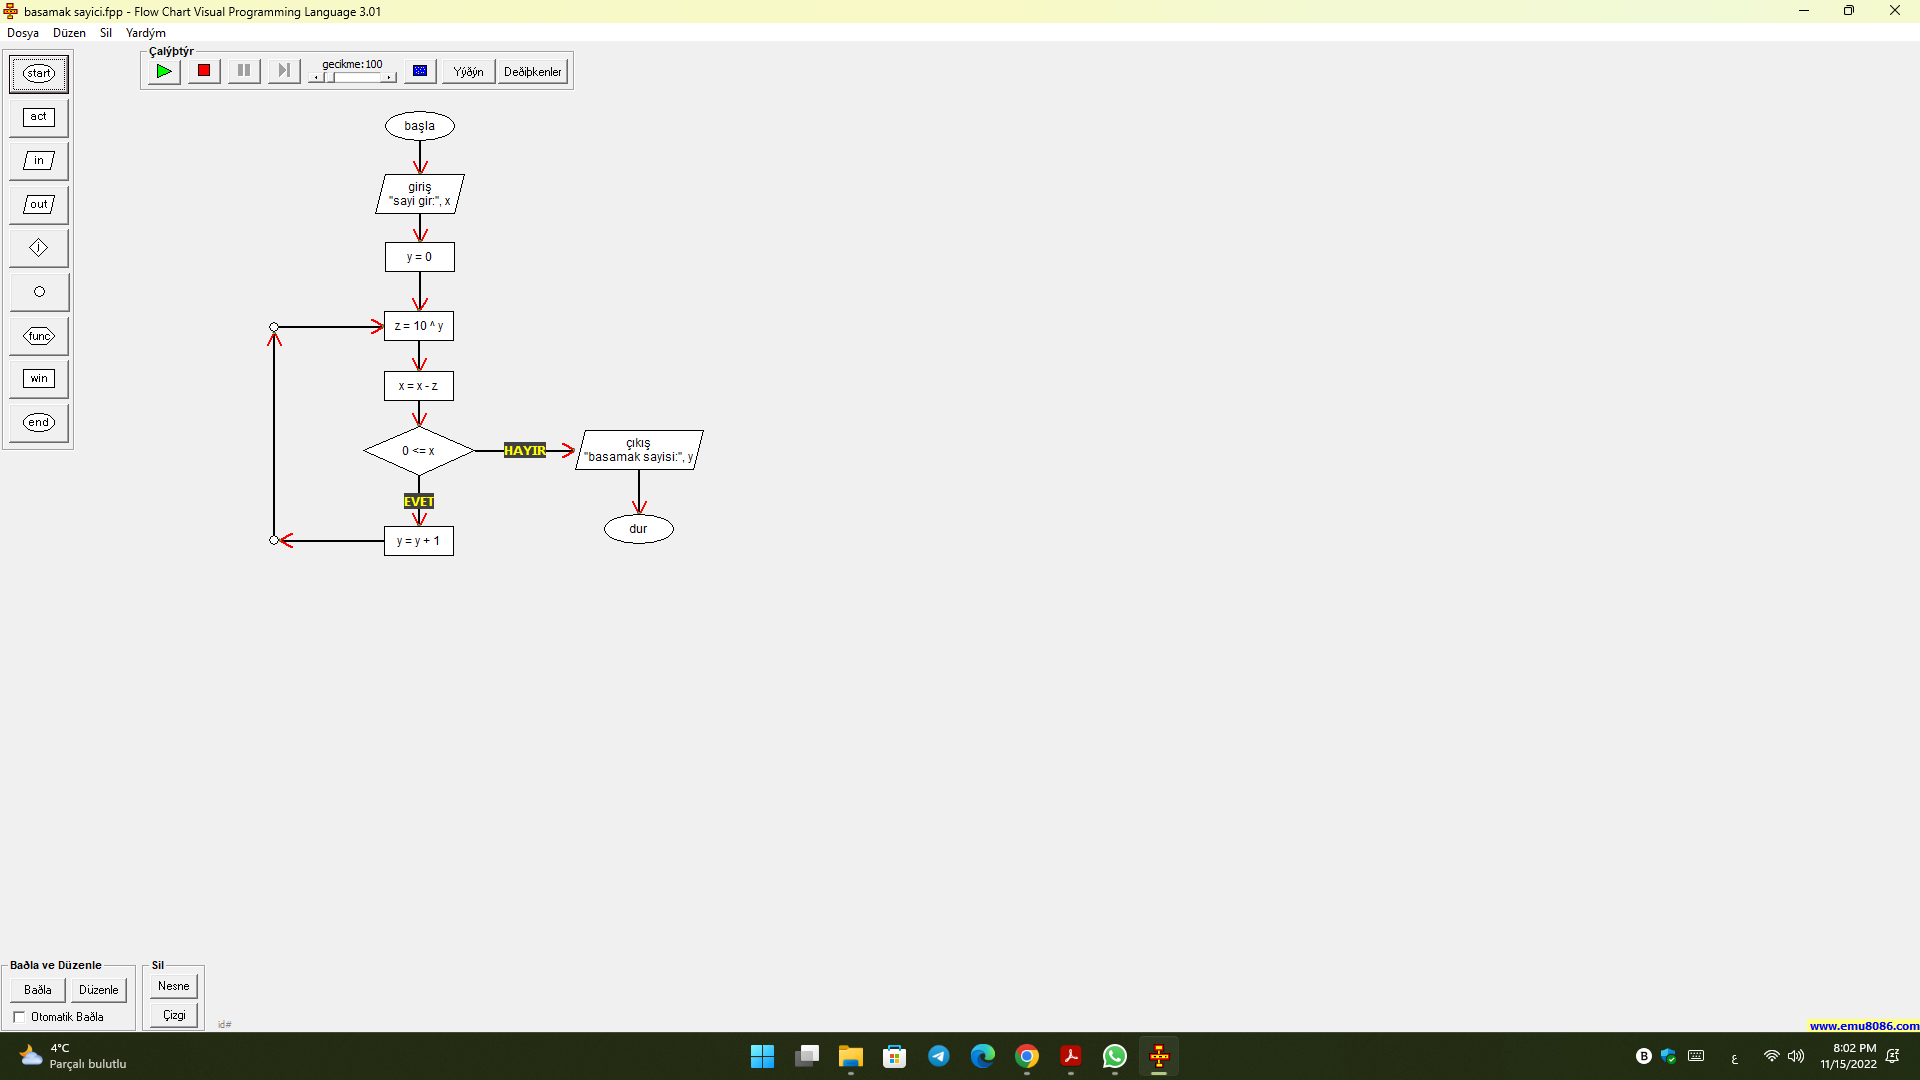 basamak sayici.fpp - Flow Chart Visual Programming Language 3.01
Dosya Düzen Sil Yardým
Çalýþtýr
gecikme:100
Yýðýn
Deðiþkenler
start
act
in
out
j
func
win
end
başla
giriş
"sayi gir:", x
y = 0
z = 10 ^ y
x = x - z
0 <= x
HAYIR
çıkış
"basamak sayisi:", y
EVET
dur
y = y + 1
Baðla ve Düzenle
Baðla
Düzenle
Otomatik Baðla
Sil
Nesne
Çizgi
id#
www.emu8086.com
4°C
Parçalı bulutlu
B
ع
8:02 PM
11/15/2022